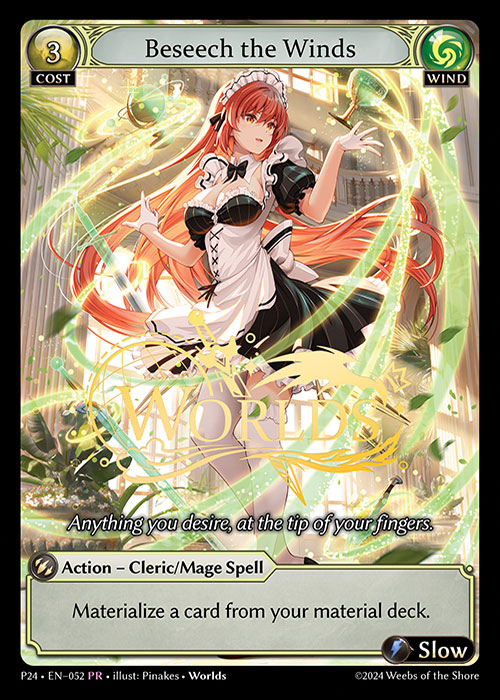 3
Beseech the Winds
COST
WIND
WORLDS
Anything you desire, at the tip of your fingers.
Action – Cleric/Mage Spell
Materialize a card from your material deck.
Slow
P24 • EN–052 PR • illust: Pinakes • Worlds
©2024 Weebs of the Shore